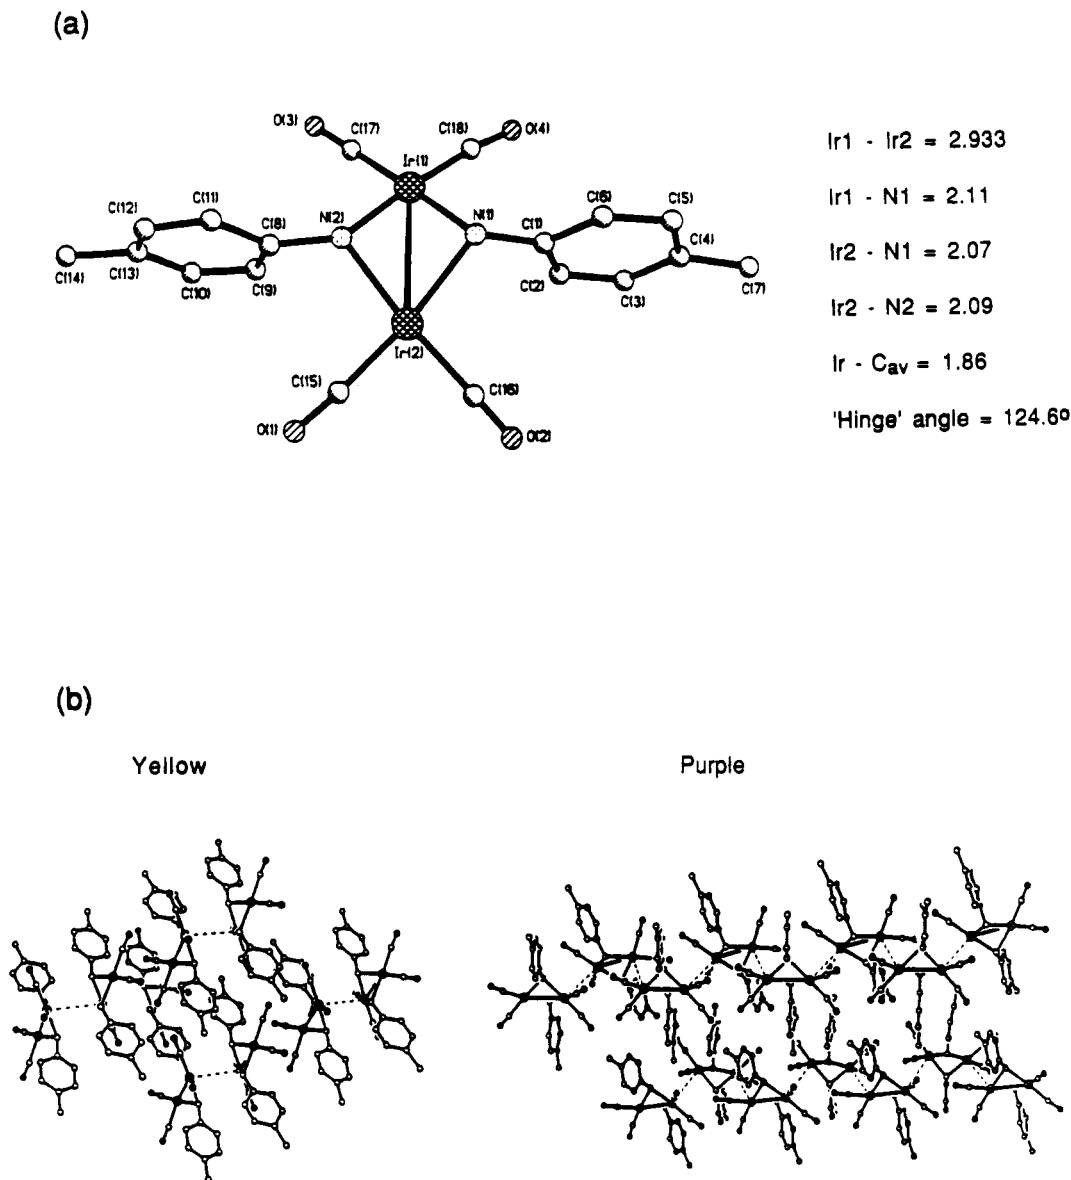 (a)
O(3)
C(17)
C(18)
O(4)
Ir(1)
Ir1 - Ir2 = 2.933
C(12)
C(11)
C(8)
N(2)
N(1)
C(1)
C(6)
C(5)
Ir1 - N1 = 2.11
C(14)
C(13)
C(10)
C(9)
C(2)
C(3)
C(4)
C(7)
Ir2 - N1 = 2.07
Ir2 - N2 = 2.09
Ir(2)
Ir - Cav = 1.86
C(15)
C(16)
O(1)
O(2)
'Hinge' angle = 124.6º
(b)
Yellow
Purple